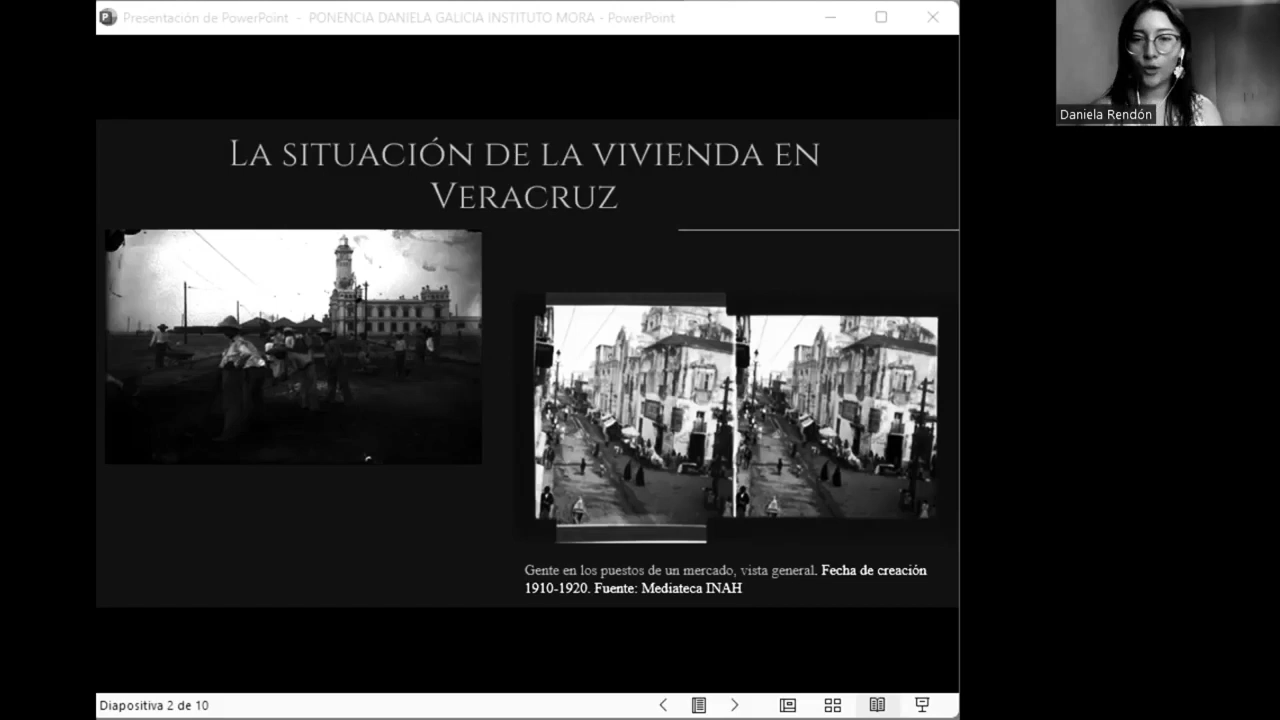 Presentación de PowerPoint - PONENCIA DANIELA GALICIA INSTITUTO MORA - PowerPoint
Daniela Rendón
LA SITUACIÓN DE LA VIVIENDA EN
VERACRUZ
Gente en los puestos de un mercado, vista general. Fecha de creación
1910-1920. Fuente: Mediateca INAH
Diapositiva 2 de 10